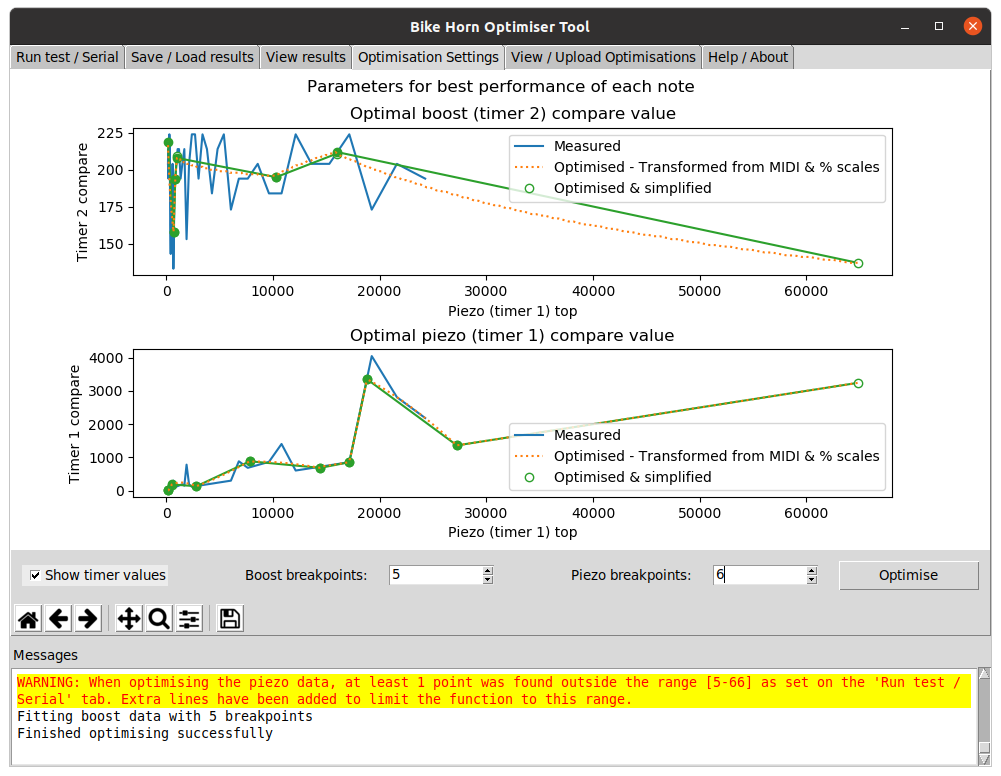 Bike Horn Optimiser Tool
Run test / Serial Save / Load results View results Optimisation Settings View / Upload Optimisations Help / About
Parameters for best performance of each note
Optimal boost (timer 2) compare value
225
200
175
150
Timer 2 compare
Measured
Optimised - Transformed from MIDI & % scales
Optimised & simplified
0 10000 20000 30000 40000 50000 60000
Piezo (timer 1) top
Optimal piezo (timer 1) compare value
4000
3000
2000
1000
0
Timer 1 compare
Measured
Optimised - Transformed from MIDI & % scales
Optimised & simplified
0 10000 20000 30000 40000 50000 60000
Piezo (timer 1) top
Show timer values Boost breakpoints: 5 Piezo breakpoints: 6 Optimise
Messages
WARNING: When optimising the piezo data, at least 1 point was found outside the range [5-66] as set on the 'Run test /
Serial' tab. Extra lines have been added to limit the function to this range.
Fitting boost data with 5 breakpoints
Finished optimising successfully